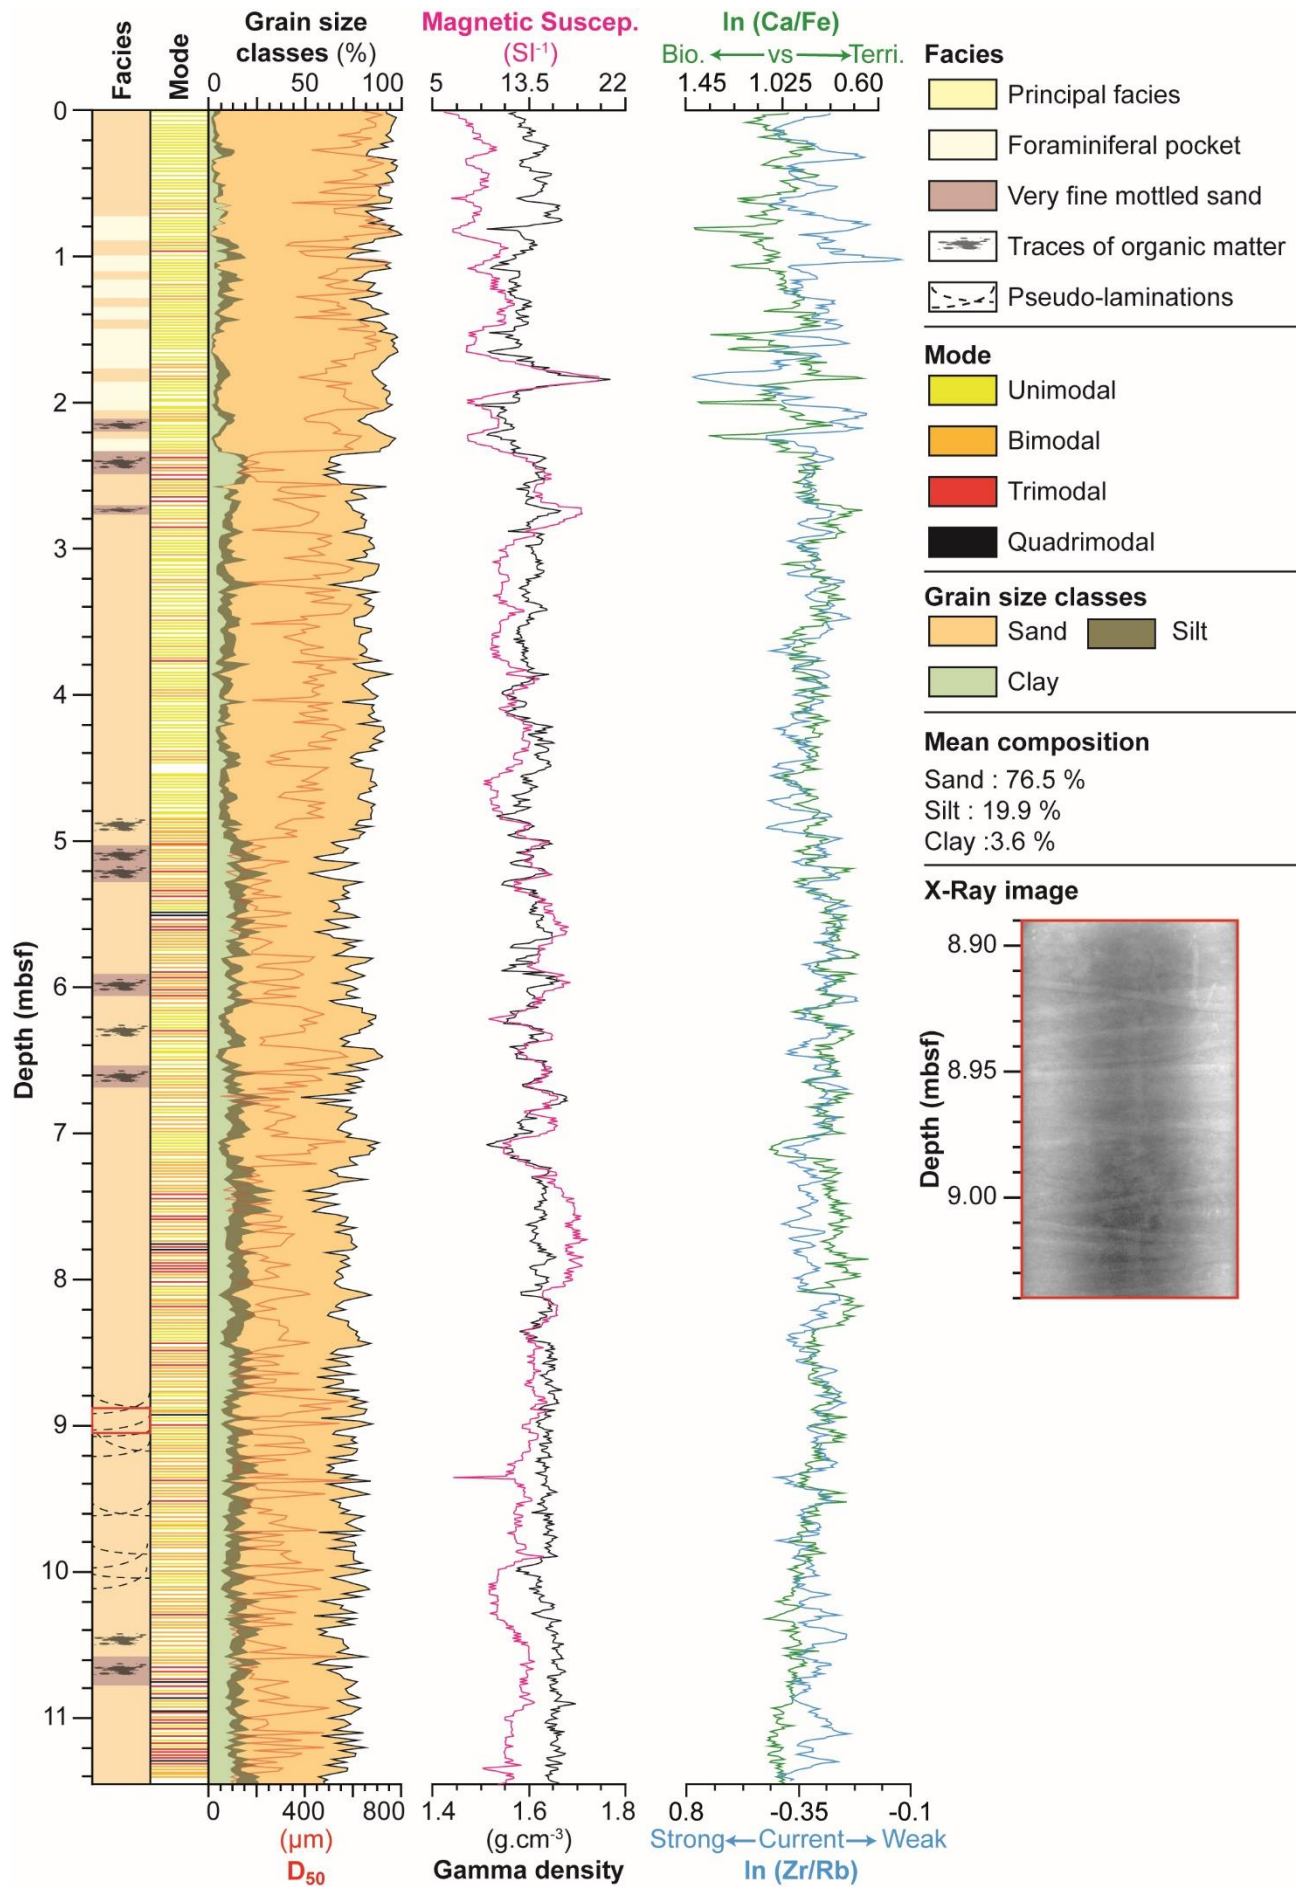 Facies
Mode
Grain size
classes (%)
0 50 100
Magnetic Suscep.
(SI⁻¹)
5 13.5 22
ln (Ca/Fe)
Bio. ←vs→ Terri.
1.45 1.025 0.60
Depth (mbsf)
0
1
2
3
4
5
6
7
8
9
10
11
0 400 800
(µm)
D₅₀
1.4 1.6 1.8
(g.cm⁻³)
Gamma density
0.8 -0.35 -0.1
Strong←Current→Weak
ln (Zr/Rb)
Facies
Principal facies
Foraminiferal pocket
Very fine mottled sand
Traces of organic matter
Pseudo-laminations
Mode
Unimodal
Bimodal
Trimodal
Quadrimodal
Grain size classes
Sand Silt
Clay
Mean composition
Sand : 76.5 %
Silt : 19.9 %
Clay :3.6 %
X-Ray image
Depth (mbsf)
8.90
8.95
9.00